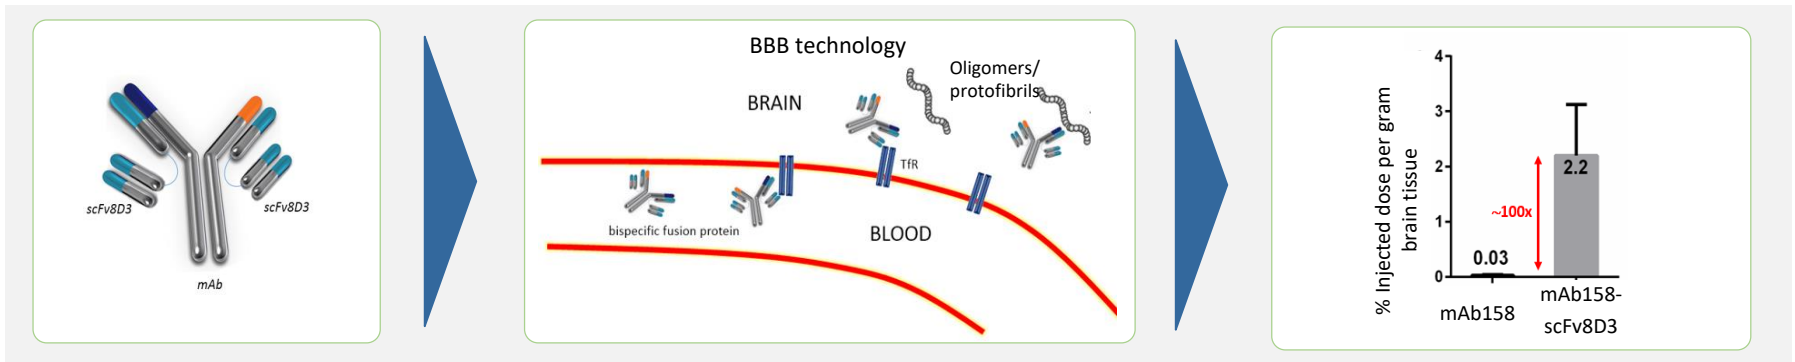 scFv8D3
scFv8D3
mAb
BBB technology
Oligomers/
protofibrils
BRAIN
TfR
bispecific fusion protein
BLOOD
% Injected dose per gram
brain tissue
4
3
2
1
0
2.2
~100x
0.03
mAb158
mAb158-
scFv8D3